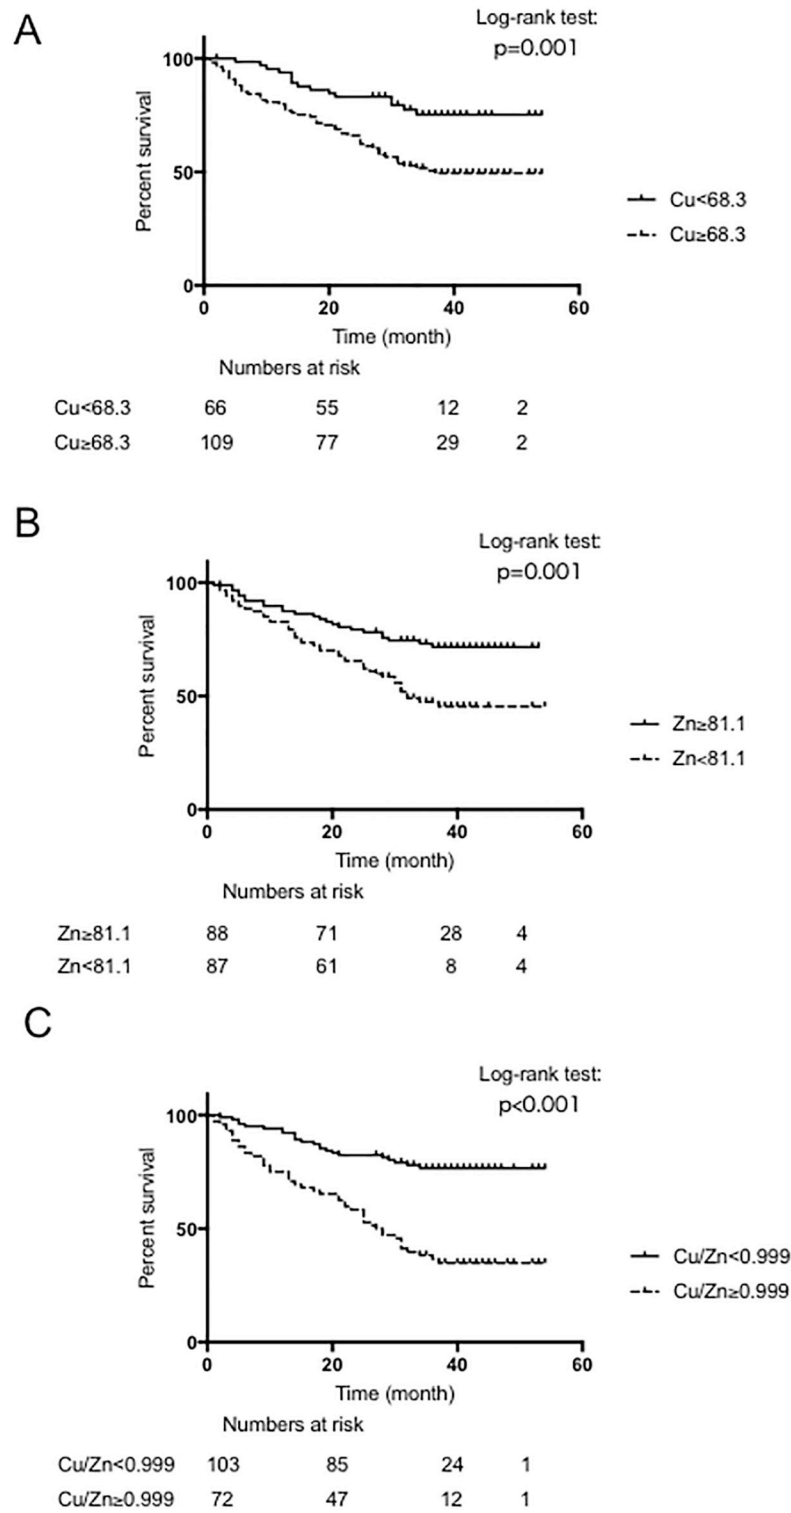 A
Log-rank test:
p=0.001
100
50
0
Percent survival
0 20 40 60
Time (month)
Cu<68.3
Cu≥68.3
Numbers at risk
Cu<68.3 66 55 12 2
Cu≥68.3 109 77 29 2
B
Log-rank test:
p=0.001
100
50
0
Percent survival
0 20 40 60
Time (month)
Zn≥81.1
Zn<81.1
Numbers at risk
Zn≥81.1 88 71 28 4
Zn<81.1 87 61 8 4
C
Log-rank test:
p<0.001
100
50
0
Percent survival
0 20 40 60
Time (month)
Cu/Zn<0.999
Cu/Zn≥0.999
Numbers at risk
Cu/Zn<0.999 103 85 24 1
Cu/Zn≥0.999 72 47 12 1